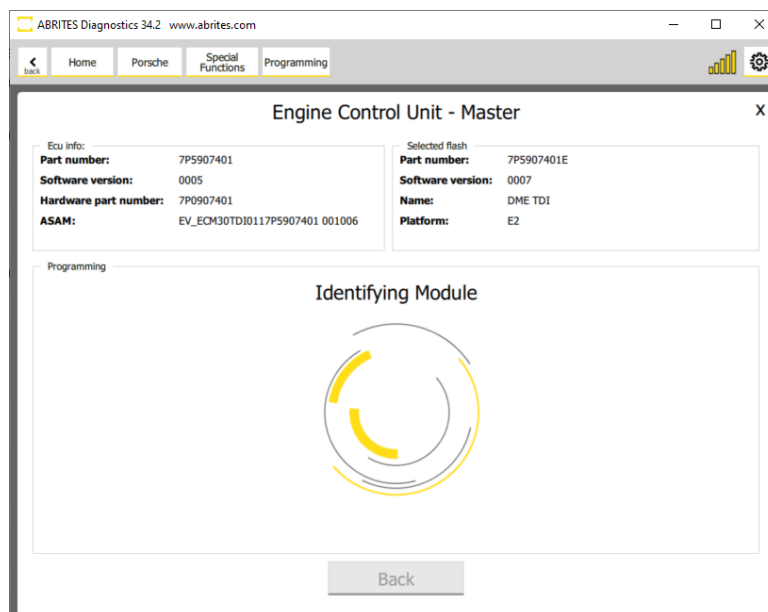 ABRITES Diagnostics 34.2 www.abrites.com
back
Home
Porsche
Special
Functions
Programming
Engine Control Unit - Master
X
Ecu info:
Part number: 7P5907401
Software version: 0005
Hardware part number: 7P0907401
ASAM: EV_ECM30TDI0117P5907401 001006
Selected flash
Part number: 7P5907401E
Software version: 0007
Name: DME TDI
Platform: E2
Programming
Identifying Module
Back